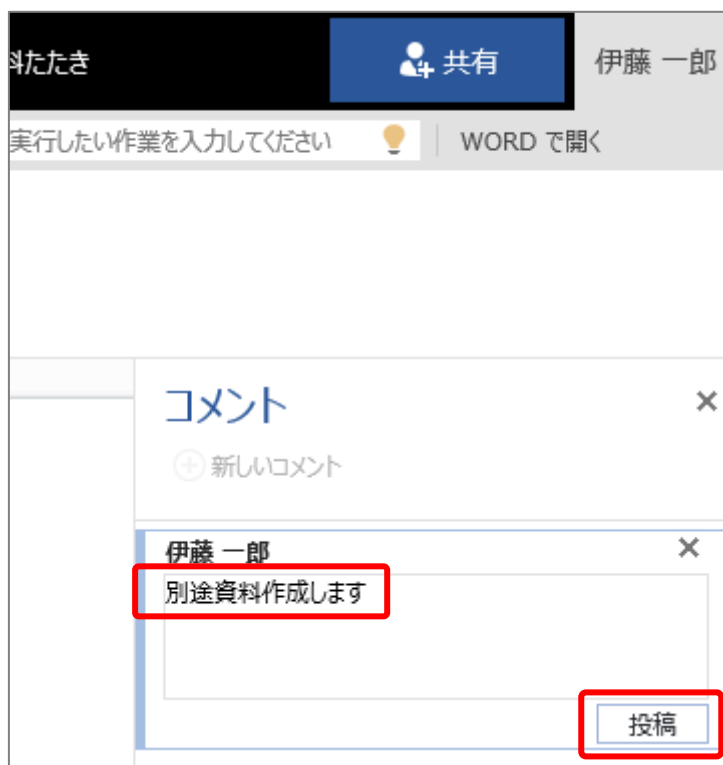 料たたき
共有
伊藤 一郎
実行したい作業を入力してください
WORD で開く
コメント
新しいコメント
伊藤 一郎
別途資料作成します
投稿